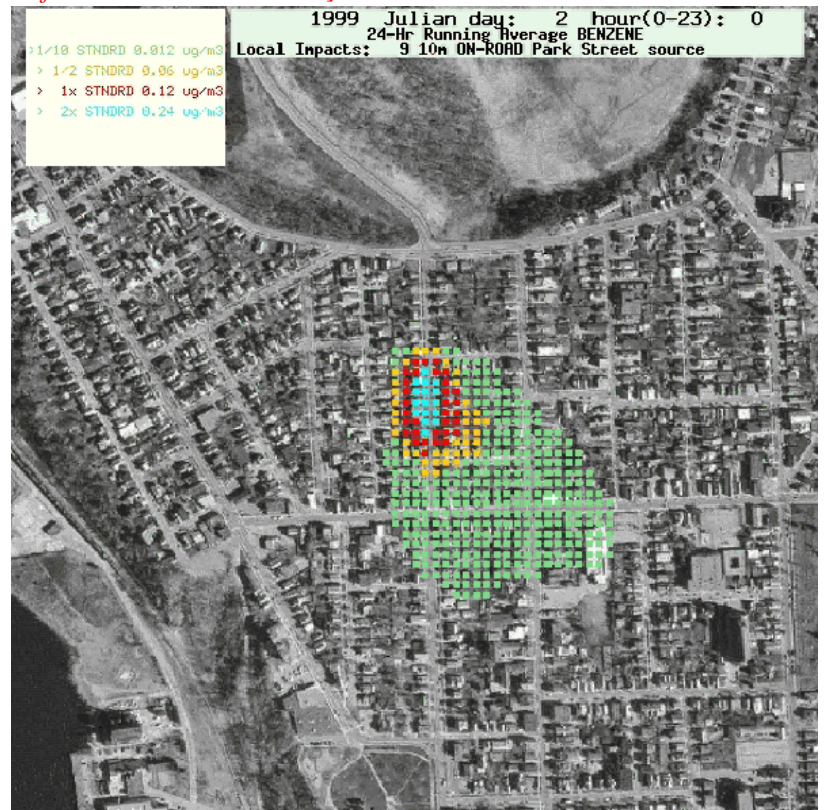 1999 Julian day: 2 hour(0-23): 0
24-Hr Running Average BENZENE
Local Impacts: 9 10m ON-ROAD Park Street source
>1/10 STNDRD 0.012 ug/m3
> 1/2 STNDRD 0.06 ug/m3
> 1x STNDRD 0.12 ug/m3
> 2x STNDRD 0.24 ug/m3